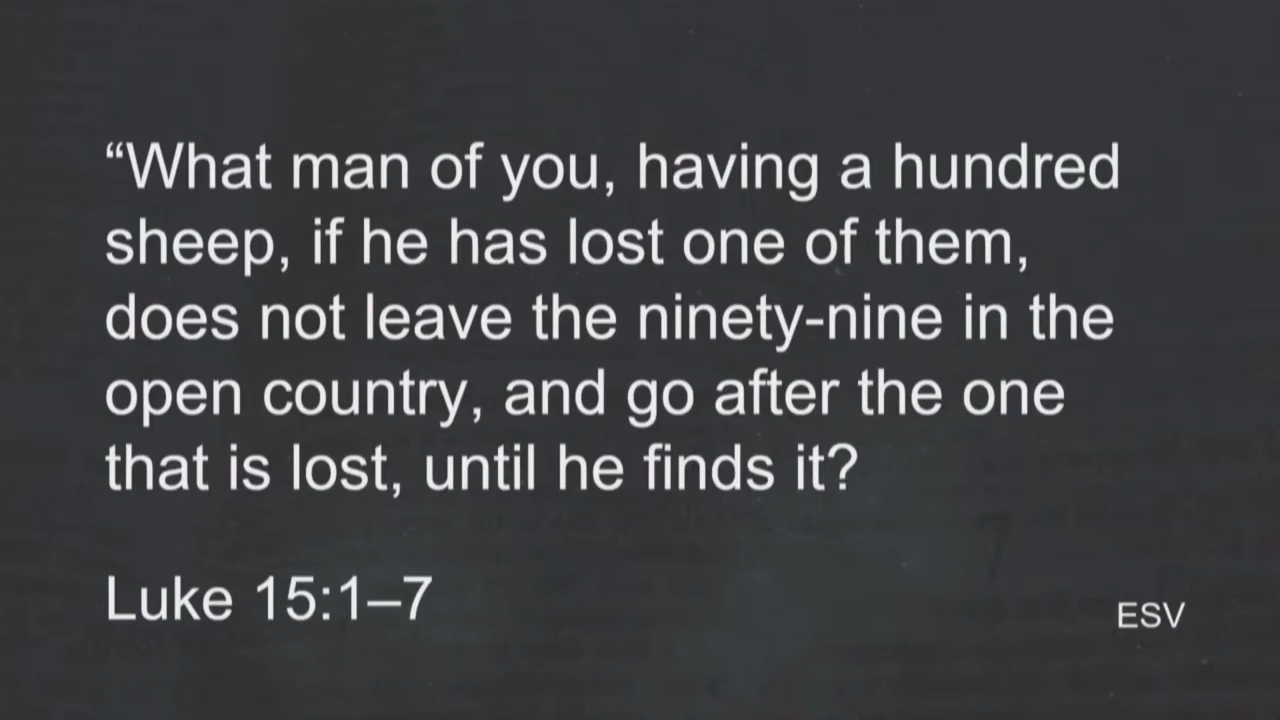 “What man of you, having a hundred
sheep, if he has lost one of them,
does not leave the ninety-nine in the
open country, and go after the one
that is lost, until he finds it?
Luke 15:1–7
ESV